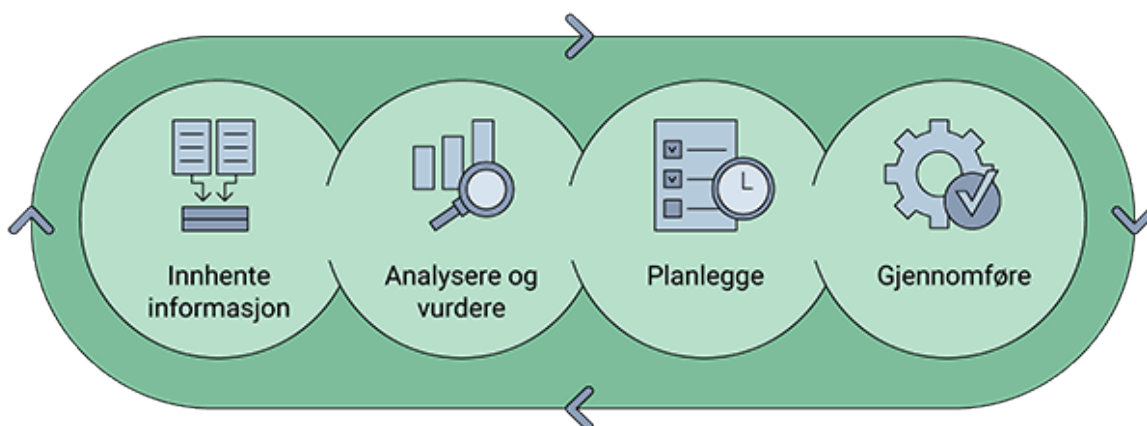 Innhente
informasjon
Analysere og
vurdere
Planlegge
Gjennomføre